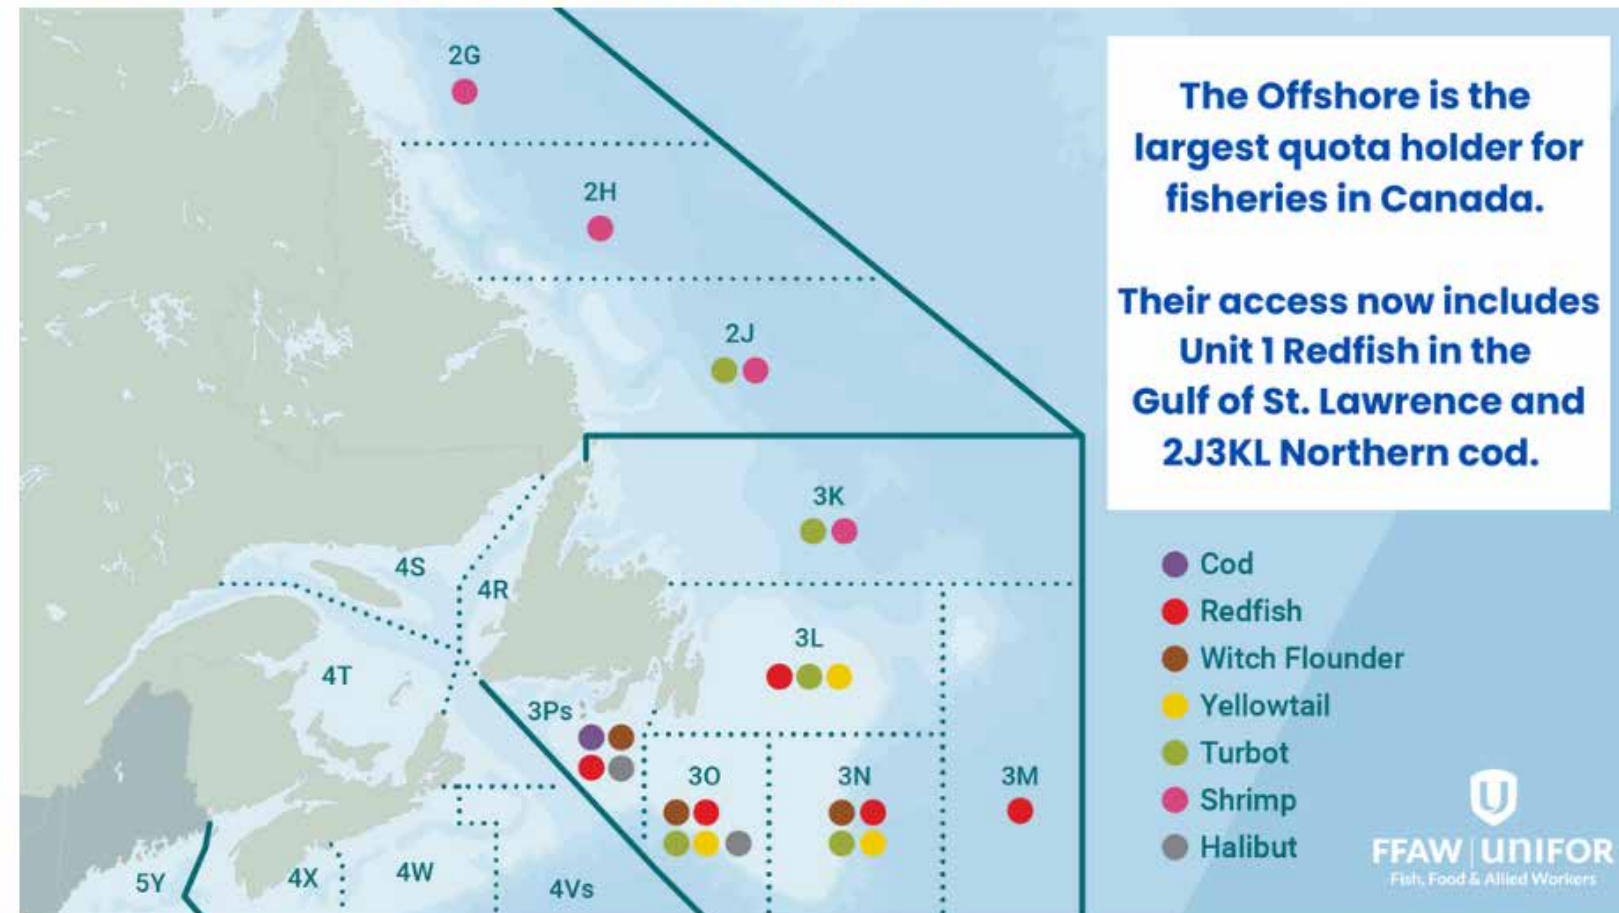 2G
2H
2J
3K
4S
4R
3L
4T
3Ps
3O
3N
3M
5Y
4X
4W
4Vs
The Offshore is the
largest quota holder for
fisheries in Canada.
Their access now includes
Unit 1 Redfish in the
Gulf of St. Lawrence and
2J3KL Northern cod.
Cod
Redfish
Witch Flounder
Yellowtail
Turbot
Shrimp
Halibut
FFAW | UNIFOR
Fish, Food & Allied Workers